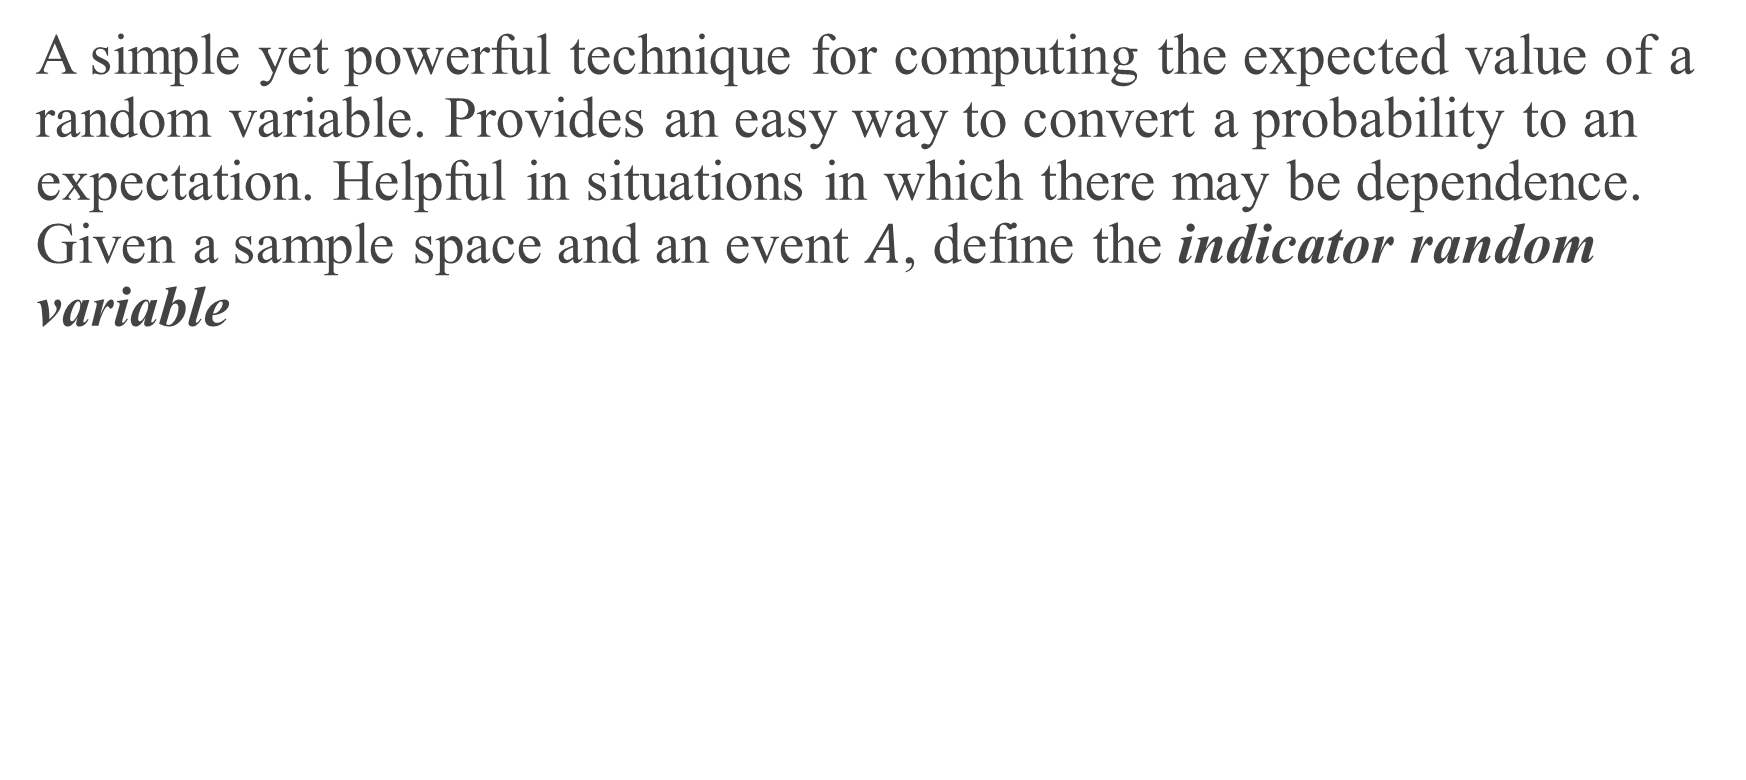 A simple yet powerful technique for computing the expected value of a
random variable. Provides an easy way to convert a probability to an
expectation. Helpful in situations in which there may be dependence.
Given a sample space and an event A, define the indicator random
variable